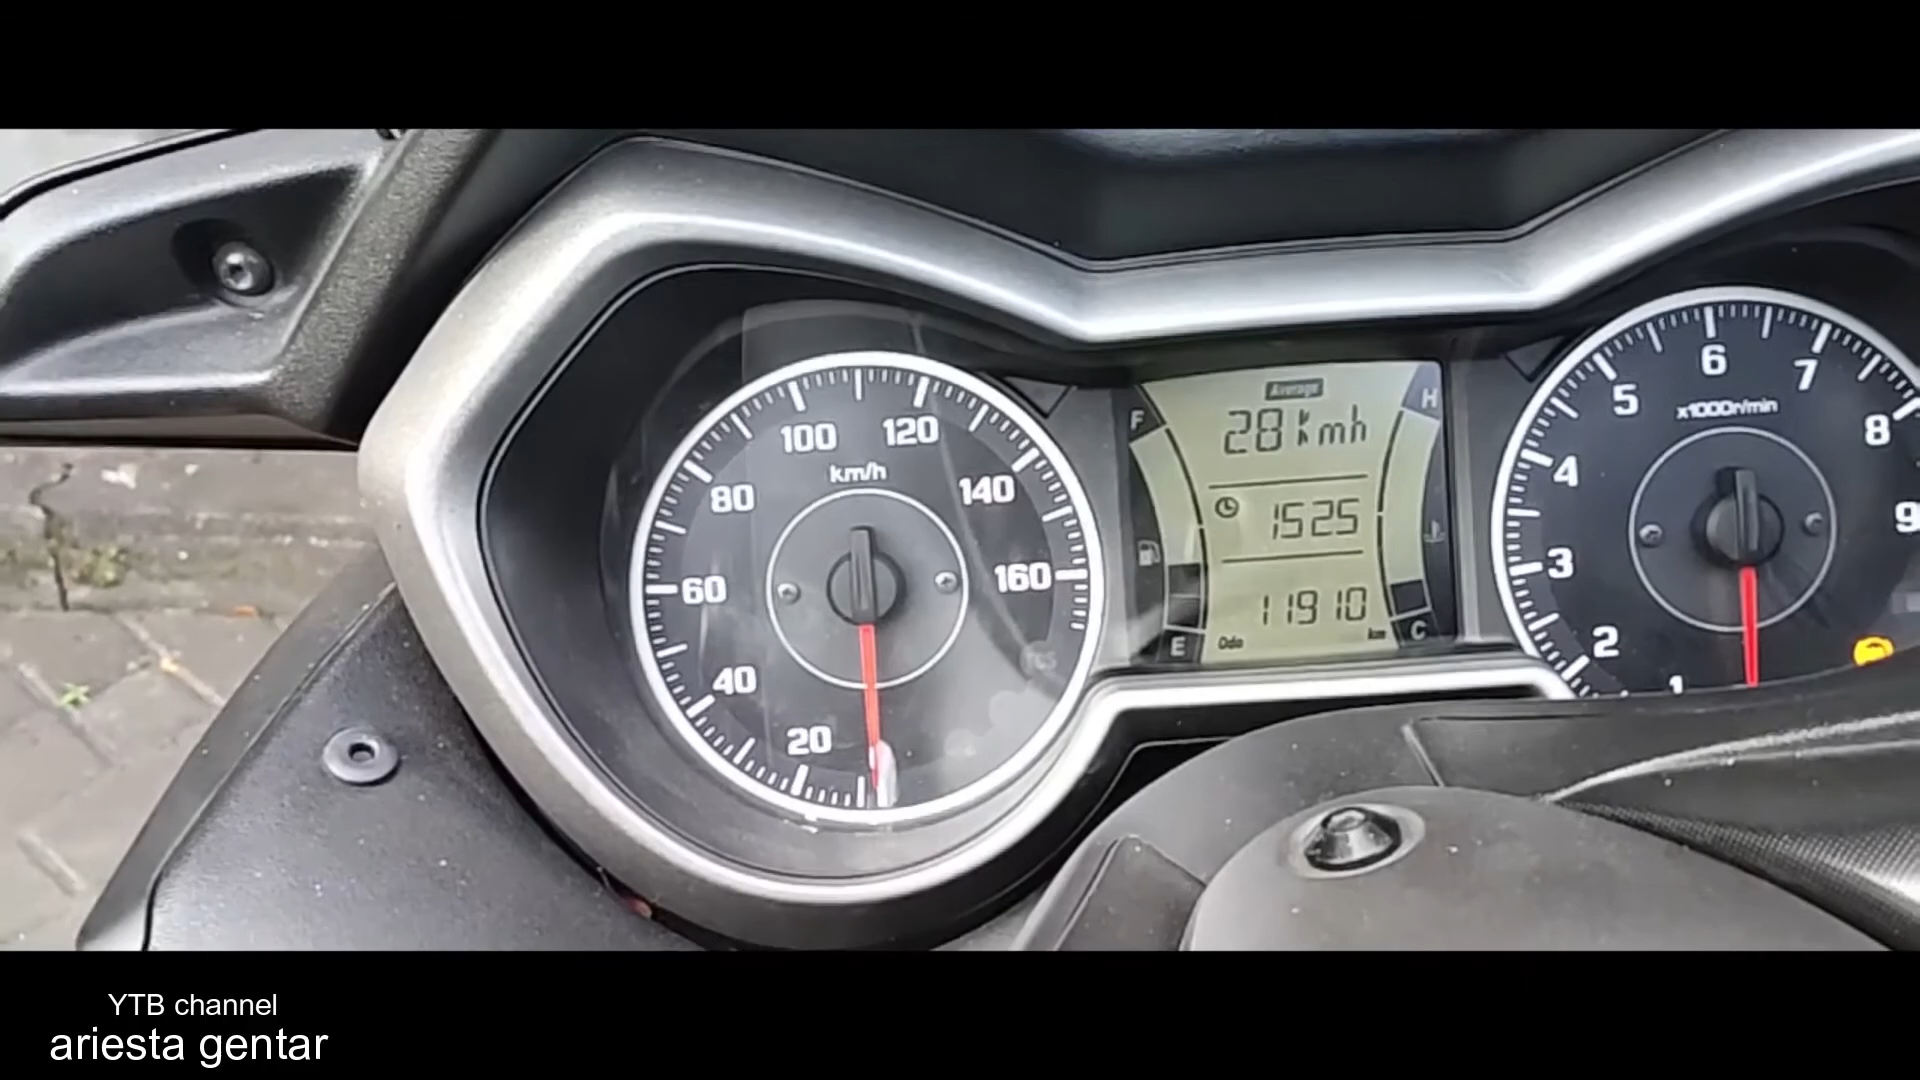 100 120
km/h
80 140
60 160
40
20
F
E
Average
28 Kmh
1525
11910
Odo km
H
C
5 6 7
x1000r/min
4 8
3 9
2
1
YTB channel
ariesta gentar